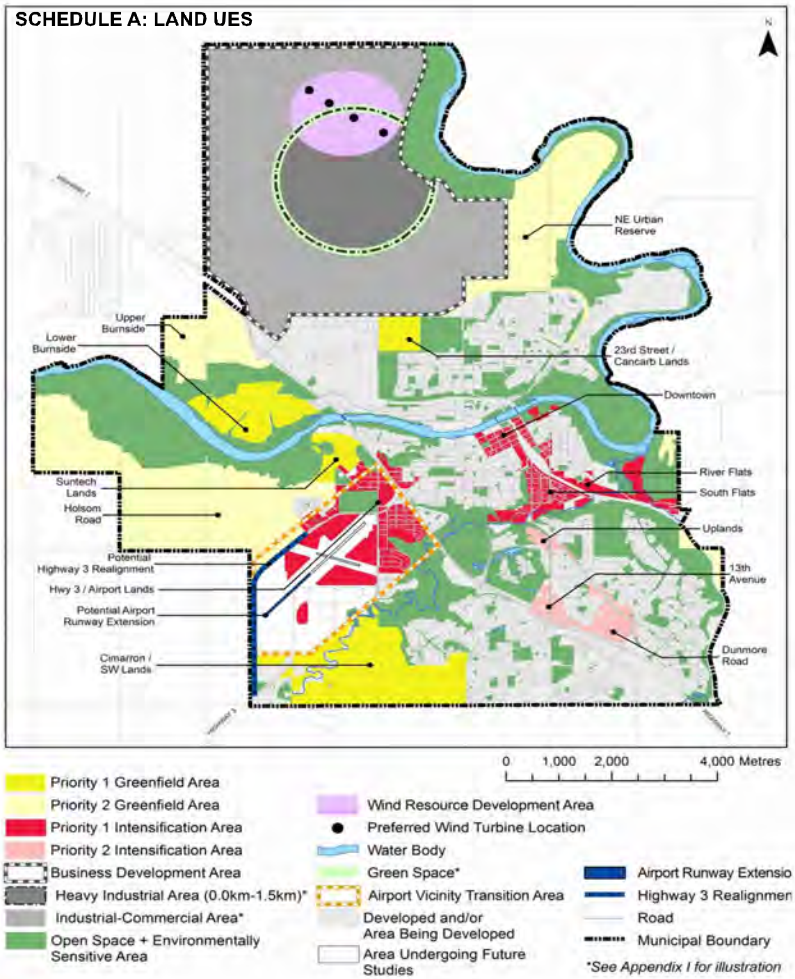 SCHEDULE A: LAND UES
N
HIGHWAY 1
NE Urban
Reserve
Upper
Burnside
Lower
Burnside
23rd Street /
Cancarb Lands
Downtown
River Flats
South Flats
Suntech
Lands
Holsom
Road
Uplands
Potential
Highway 3 Realignment
13th
Avenue
Hwy 3 / Airport Lands
Potential Airport
Runway Extension
Dunmore
Road
Cimarron /
SW Lands
HIGHWAY 3
HIGHWAY 1
0 1,000 2,000 4,000 Metres
Priority 1 Greenfield Area
Priority 2 Greenfield Area
Priority 1 Intensification Area
Priority 2 Intensification Area
Business Development Area
Heavy Industrial Area (0.0km-1.5km)*
Industrial-Commercial Area*
Open Space + Environmentally
Sensitive Area
Wind Resource Development Area
Preferred Wind Turbine Location
Water Body
Green Space*
Airport Vicinity Transition Area
Developed and/or
Area Being Developed
Area Undergoing Future
Studies
Airport Runway Extensio
Highway 3 Realignmen
Road
Municipal Boundary
*See Appendix I for illustration